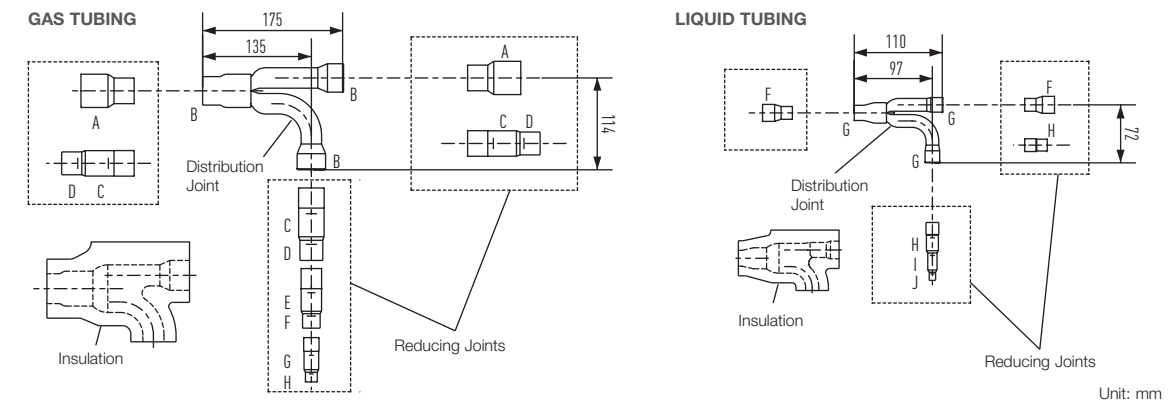 GAS TUBING
175
135
A
B
B
B
D C
Distribution
Joint
A
C D
114
C
D
E
F
G
H
Insulation
Reducing Joints
LIQUID TUBING
110
97
F
G
G
G
Distribution
Joint
F
H
72
H
I
J
Insulation
Reducing Joints
Unit: mm